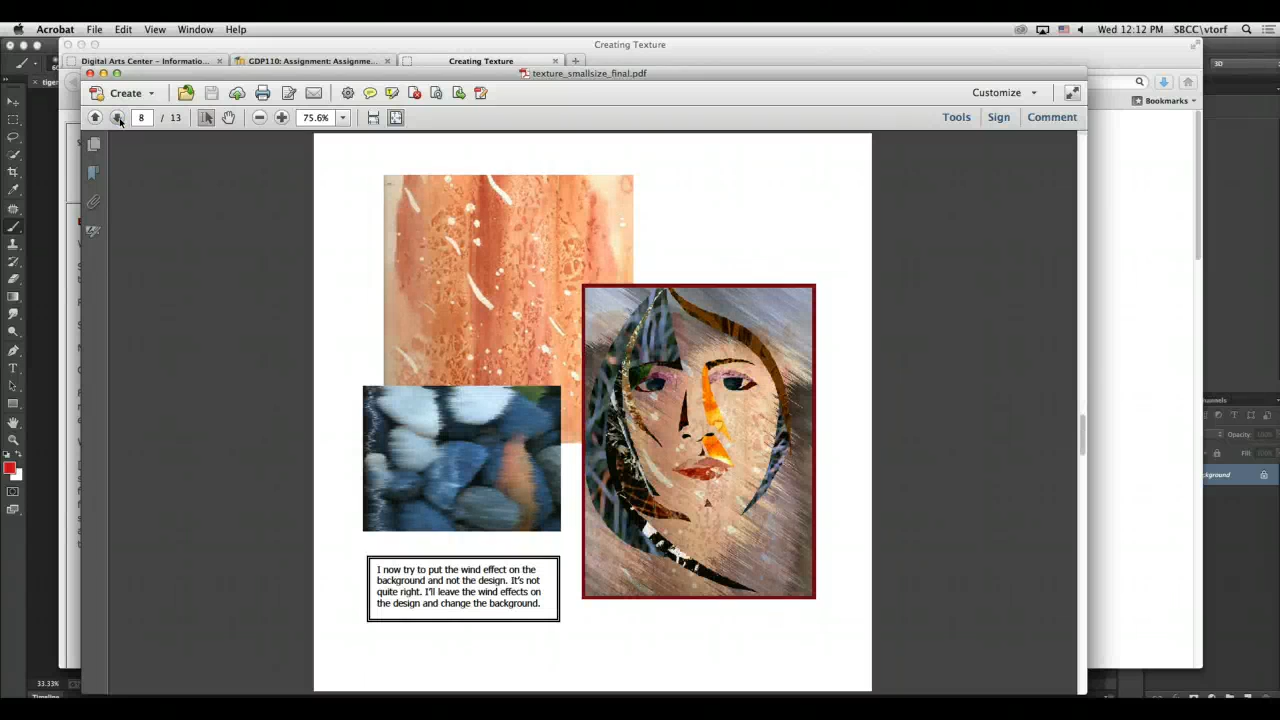 Acrobat File Edit View Window Help
Wed 12:12 PM SBCC\vtorf
Creating Texture
Digital Arts Center - Informatio... GDP110: Assignment: Assignme... Creating Texture
texture_smallsize_final.pdf
Create
Customize
3D
Bookmarks
8 / 13
75.6%
Tools Sign Comment
I now try to put the wind effect on the
background and not the design. It's not
quite right. I'll leave the wind effects on
the design and change the background.
Opacity:
Fill:
33.33%
Timeline